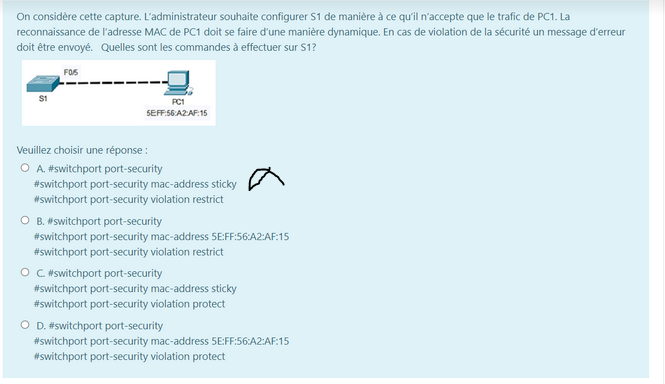 On considère cette capture. L'administrateur souhaite configurer S1 de manière à ce qu'il n'accepte que le trafic de PC1. La
reconnaissance de l'adresse MAC de PC1 doit se faire d'une manière dynamique. En cas de violation de la sécurité un message d'erreur
doit être envoyé. Quelles sont les commandes à effectuer sur S1?
F0/5
S1
PC1
5E:FF:56:A2:AF:15
Veuillez choisir une réponse :
A. #switchport port-security
#switchport port-security mac-address sticky
#switchport port-security violation restrict
B. #switchport port-security
#switchport port-security mac-address 5E:FF:56:A2:AF:15
#switchport port-security violation restrict
C. #switchport port-security
#switchport port-security mac-address sticky
#switchport port-security violation protect
D. #switchport port-security
#switchport port-security mac-address 5E:FF:56:A2:AF:15
#switchport port-security violation protect